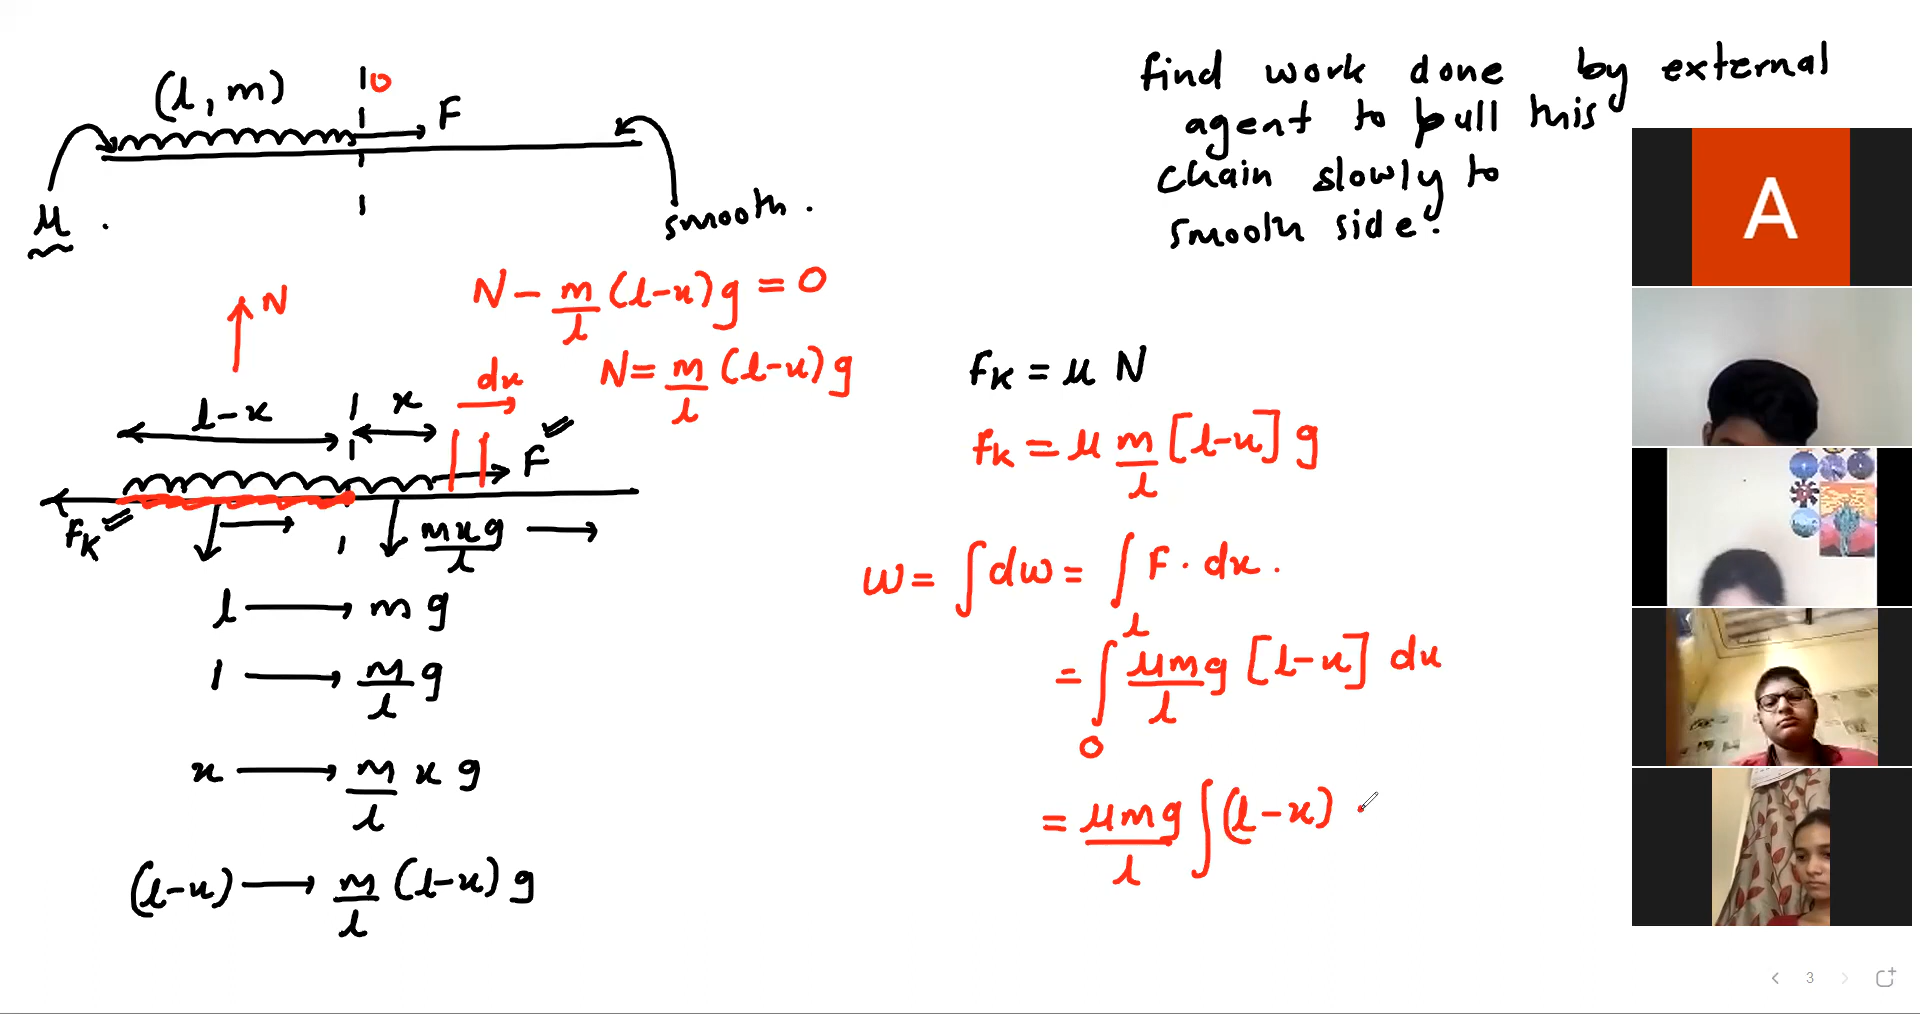 (l, m)
0
F
μ .
smooth .
find work done by external
agent to pull this
chain slowly to
smooth side.
N
N - m/l (l-x) g = 0
N = m/l (l-x) g
dx
l-x
x
F
fK
mxg/l
l → mg
1 → m/l g
x → m/l x g
(l-x) → m/l (l-x) g
fK = μ N
fK = μ m/l [l-x] g
W = ∫ dw = ∫ F . dx .
= ∫₀ˡ μmg/l [l-x] dx
= μmg/l ∫ (l-x)
A
3